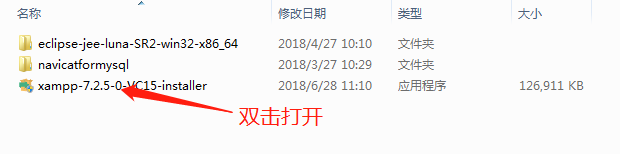 名称 修改日期 类型 大小
eclipse-jee-luna-SR2-win32-x86_64 2018/4/27 10:10 文件夹
navicatformysql 2018/3/27 10:29 文件夹
xampp-7.2.5-0-VC15-installer 2018/6/28 11:10 应用程序 126,911 KB
双击打开